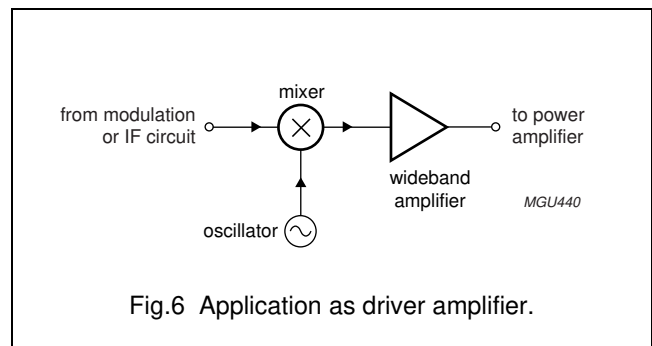 mixer
from modulation
or IF circuit
to power
amplifier
wideband
amplifier
MGU440
oscillator
Fig.6 Application as driver amplifier.